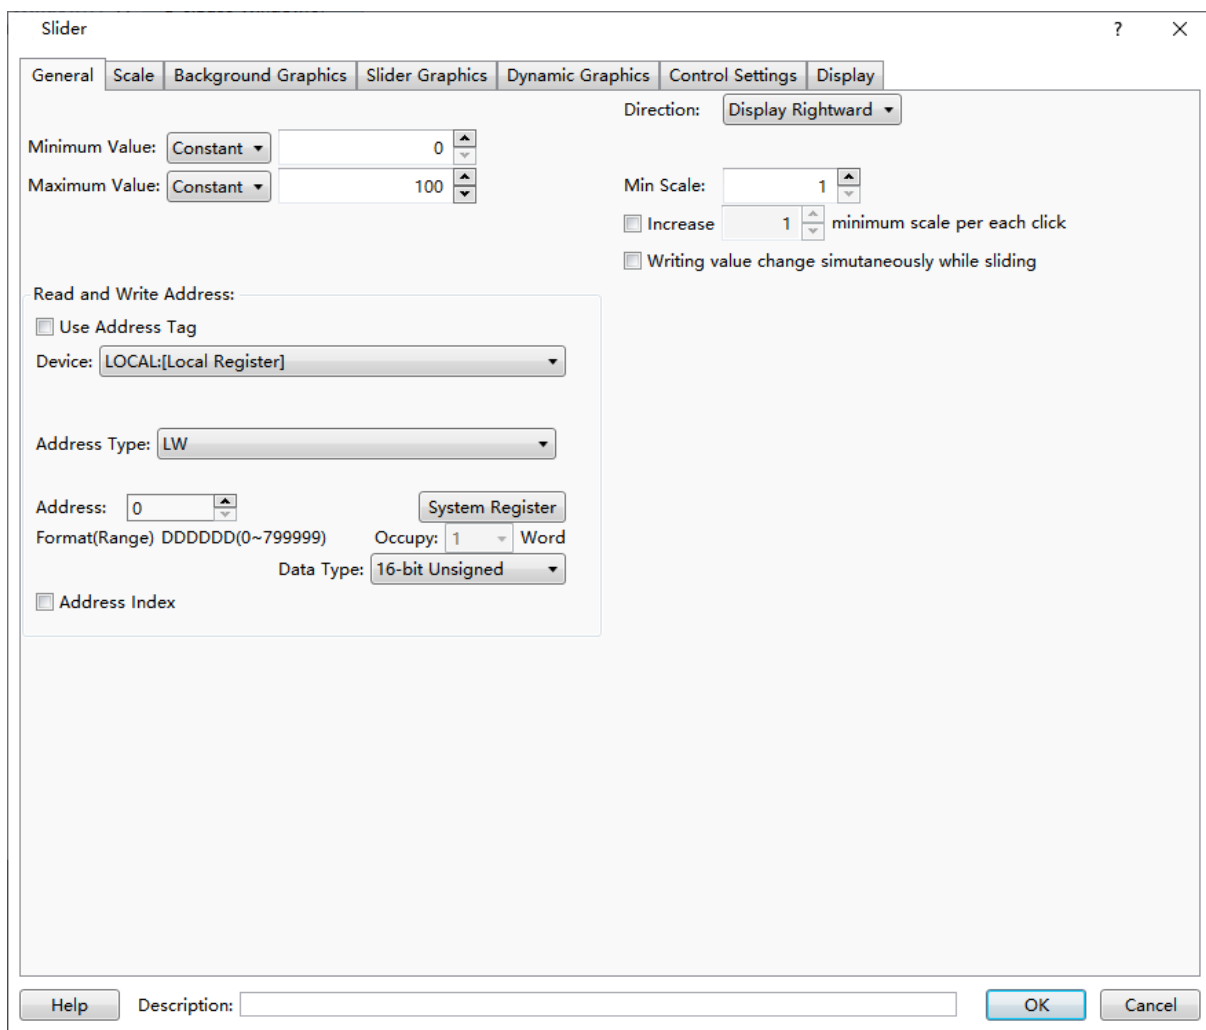 Slider
General Scale Background Graphics Slider Graphics Dynamic Graphics Control Settings Display
Direction: Display Rightward
Minimum Value: Constant 0
Maximum Value: Constant 100
Min Scale: 1
Increase 1 minimum scale per each click
Writing value change simutaneously while sliding
Read and Write Address:
Use Address Tag
Device: LOCAL:[Local Register]
Address Type: LW
Address: 0 System Register
Format(Range) DDDDDD(0~799999) Occupy: 1 Word
Data Type: 16-bit Unsigned
Address Index
Help Description: OK Cancel